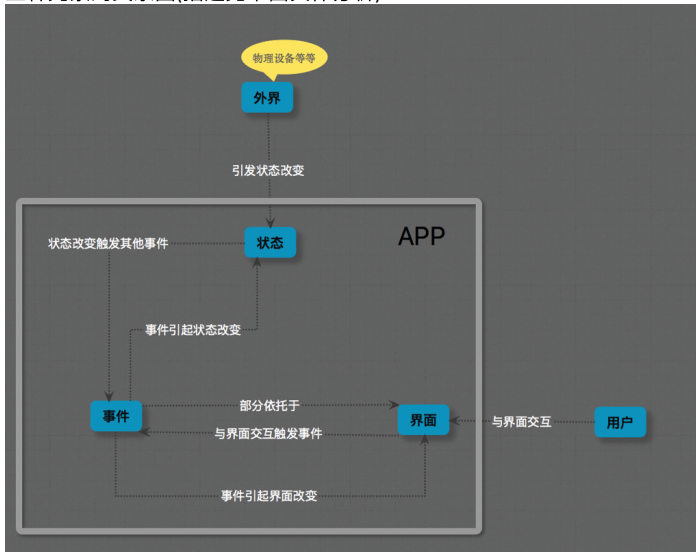 物理设备等等
外界
引发状态改变
APP
状态改变触发其他事件
状态
事件引起状态改变
部分依托于
事件
界面
与界面交互
用户
与界面交互触发事件
事件引起界面改变